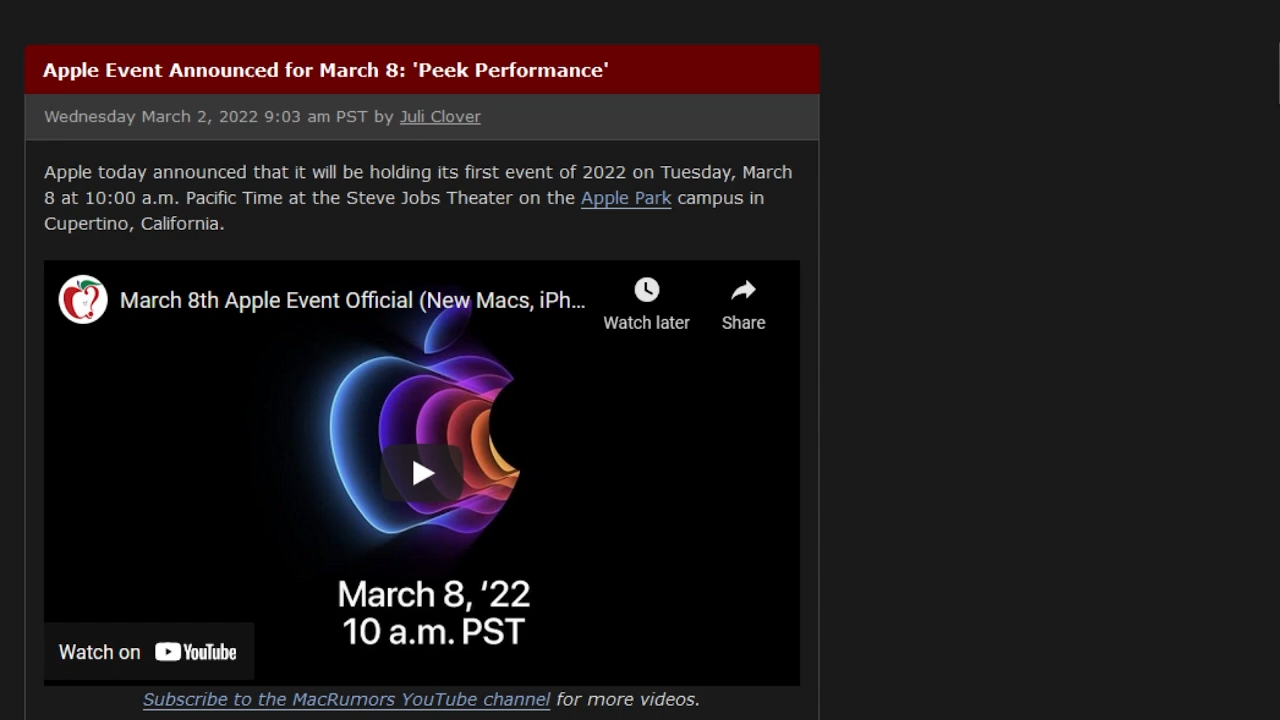 Apple Event Announced for March 8: 'Peek Performance'
Wednesday March 2, 2022 9:03 am PST by Juli Clover
Apple today announced that it will be holding its first event of 2022 on Tuesday, March
8 at 10:00 a.m. Pacific Time at the Steve Jobs Theater on the Apple Park campus in
Cupertino, California.
March 8th Apple Event Official (New Macs, iPh...
Watch later
Share
March 8, ‘22
10 a.m. PST
Watch on YouTube
Subscribe to the MacRumors YouTube channel for more videos.